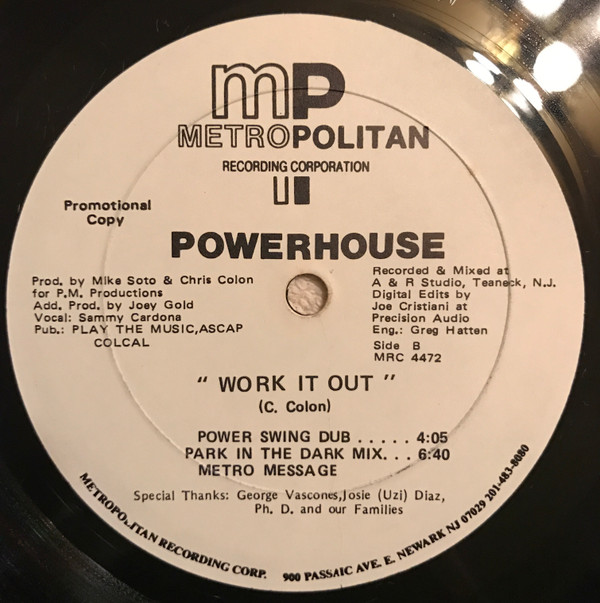 mP
METROPOLITAN
RECORDING CORPORATION
Promotional
Copy
POWERHOUSE
Prod. by Mike Soto & Chris Colon
for P.M. Productions
Add. Prod. by Joey Gold
Vocal: Sammy Cardona
Pub.: PLAY THE MUSIC,ASCAP
COLCAL
Recorded & Mixed at
A & R Studio, Teaneck, N.J.
Digital Edits by
Joe Cristiani at
Precision Audio
Eng.: Greg Hatten
Side B
MRC 4472
" WORK IT OUT "
(C. Colon)
POWER SWING DUB ..... 4:05
PARK IN THE DARK MIX... 6:40
METRO MESSAGE
Special Thanks: George Vascones,Josie (Uzi) Diaz,
Ph. D. and our Families
METROPOLITAN RECORDING CORP. 900 PASSAIC AVE. E. NEWARK NJ 07029 201-483-8080